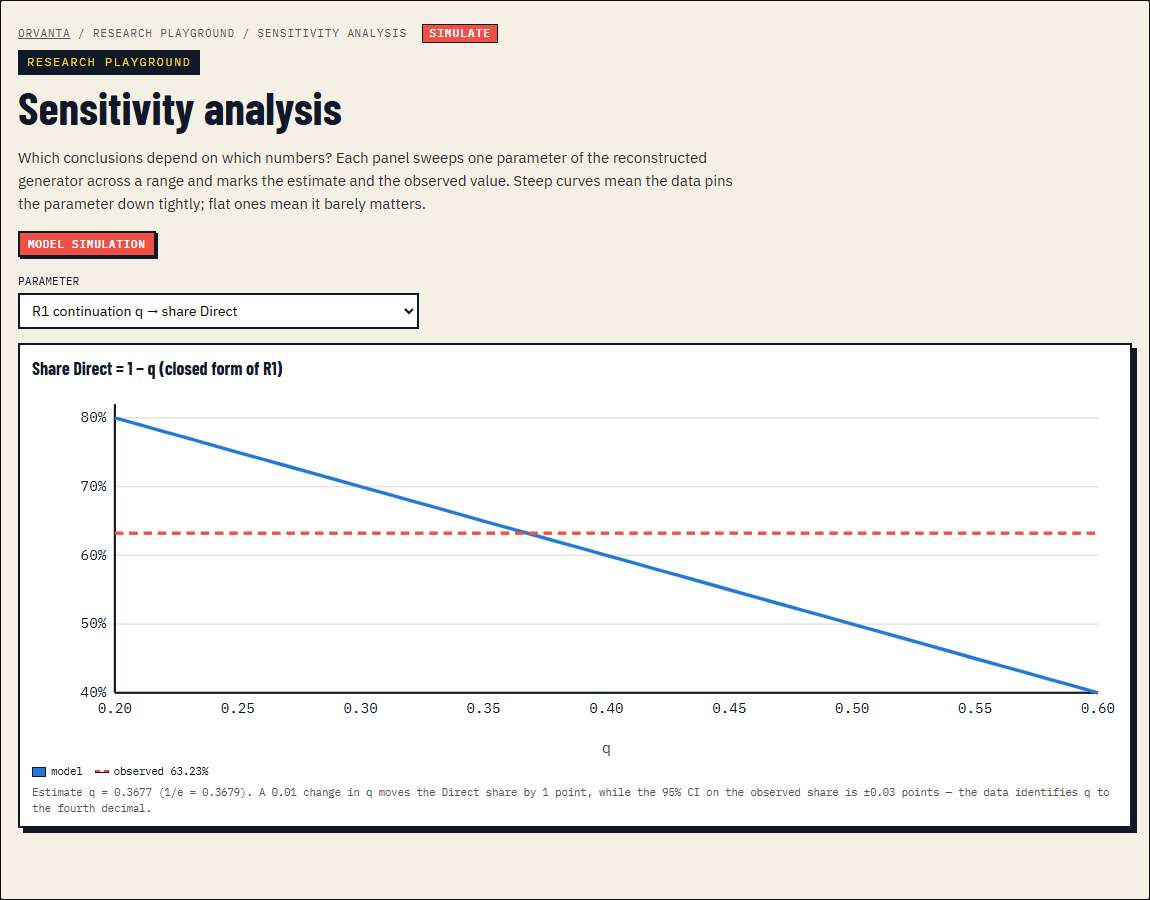 ORVANTA / RESEARCH PLAYGROUND / SENSITIVITY ANALYSIS SIMULATE
RESEARCH PLAYGROUND
Sensitivity analysis
Which conclusions depend on which numbers? Each panel sweeps one parameter of the reconstructed
generator across a range and marks the estimate and the observed value. Steep curves mean the data pins
the parameter down tightly; flat ones mean it barely matters.
MODEL SIMULATION
PARAMETER
R1 continuation q → share Direct
Share Direct = 1 − q (closed form of R1)
80%
70%
60%
50%
40%
0.20 0.25 0.30 0.35 0.40 0.45 0.50 0.55 0.60
q
model observed 63.23%
Estimate q = 0.3677 (1/e = 0.3679). A 0.01 change in q moves the Direct share by 1 point, while the 95% CI on the observed share is ±0.03 points — the data identifies q to
the fourth decimal.